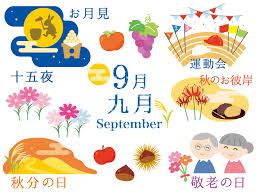 お月見
十五夜
9月
九月
September
運動会
秋のお彼岸
秋分の日
敬老の日